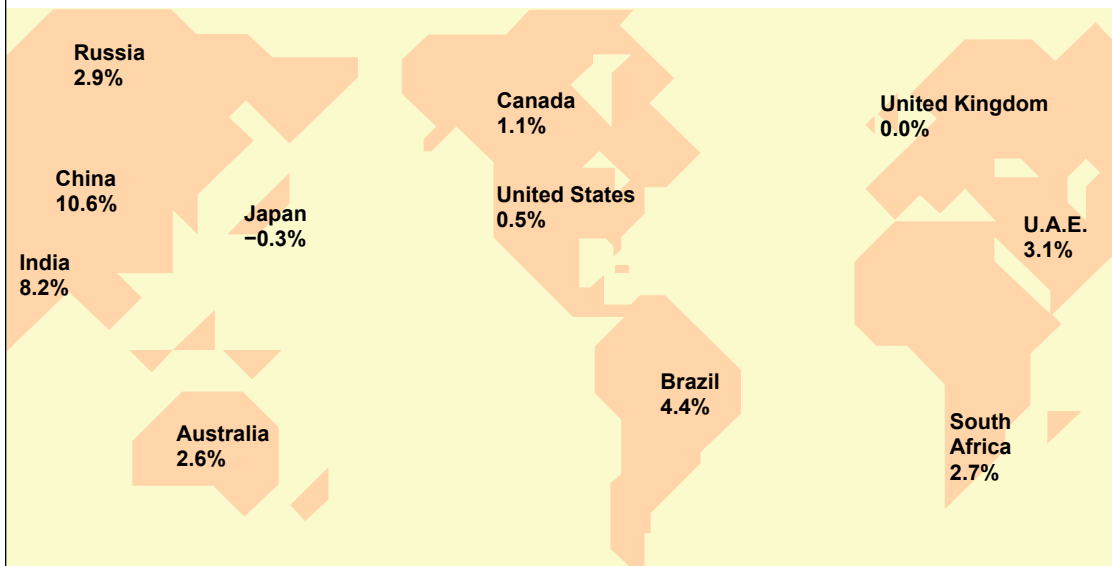 Russia
2.9%
Canada
1.1%
United Kingdom
0.0%
China
10.6%
United States
0.5%
Japan
−0.3%
U.A.E.
3.1%
India
8.2%
Brazil
4.4%
Australia
2.6%
South
Africa
2.7%